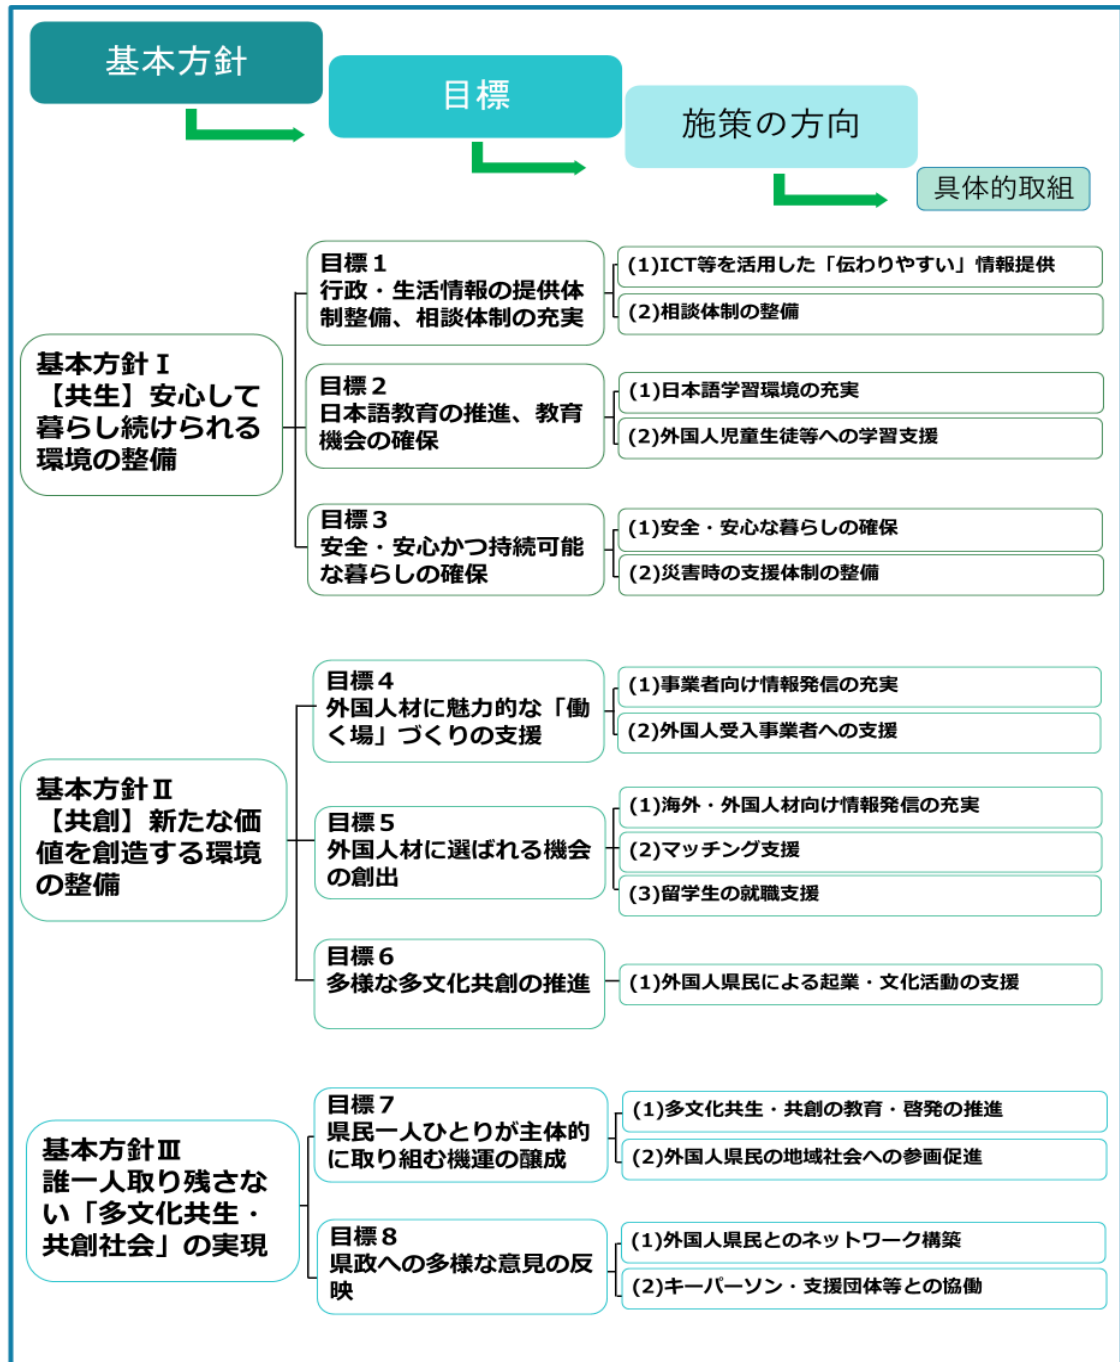 基本方針
目標
施策の方向
具体的取組
基本方針Ⅰ
【共生】安心して
暮らし続けられる
環境の整備
目標１
行政・生活情報の提供体
制整備、相談体制の充実
(1)ICT等を活用した「伝わりやすい」情報提供
(2)相談体制の整備
目標２
日本語教育の推進、教育
機会の確保
(1)日本語学習環境の充実
(2)外国人児童生徒等への学習支援
目標３
安全・安心かつ持続可能
な暮らしの確保
(1)安全・安心な暮らしの確保
(2)災害時の支援体制の整備
基本方針Ⅱ
【共創】新たな価
値を創造する環境
の整備
目標４
外国人材に魅力的な「働
く場」づくりの支援
(1)事業者向け情報発信の充実
(2)外国人受入事業者への支援
目標５
外国人材に選ばれる機会
の創出
(1)海外・外国人材向け情報発信の充実
(2)マッチング支援
(3)留学生の就職支援
目標６
多様な多文化共創の推進
(1)外国人県民による起業・文化活動の支援
基本方針Ⅲ
誰一人取り残さな
い「多文化共生・
共創社会」の実現
目標７
県民一人ひとりが主体的
に取り組む機運の醸成
(1)多文化共生・共創の教育・啓発の推進
(2)外国人県民の地域社会への参画促進
目標８
県政への多様な意見の反
映
(1)外国人県民とのネットワーク構築
(2)キーパーソン・支援団体等との協働